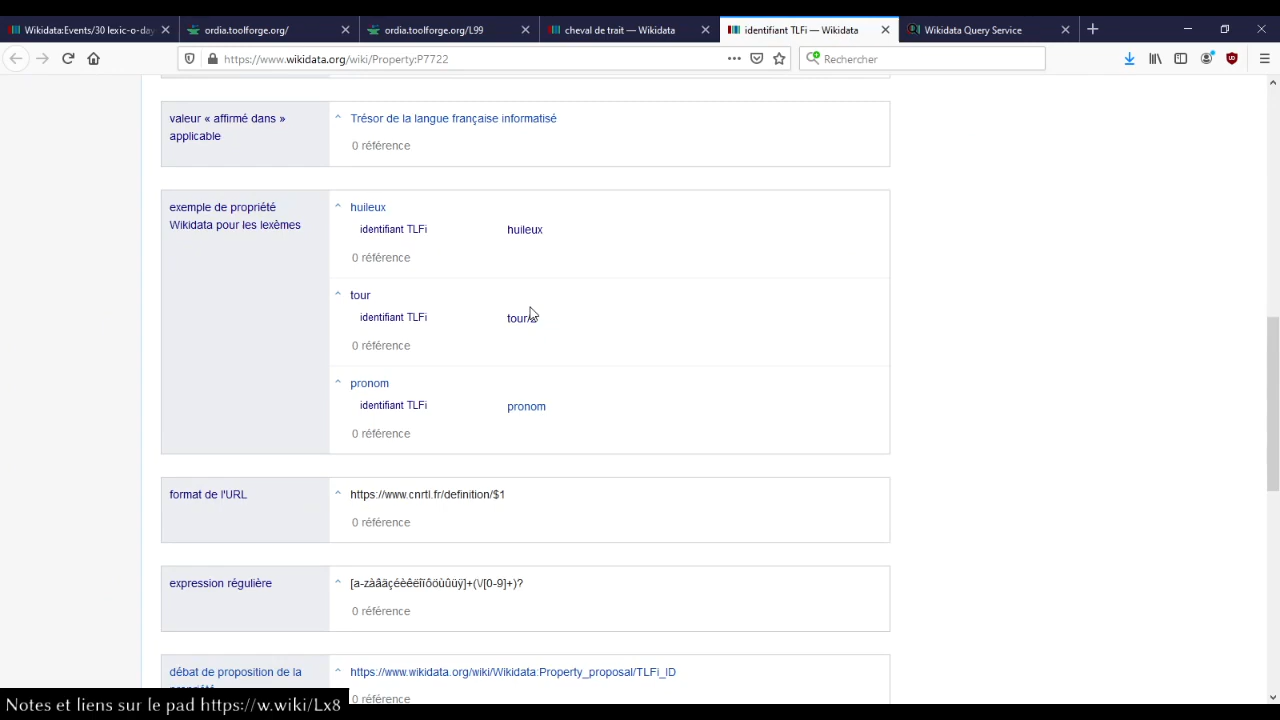 Wikidata:Events/30 lexic-o-day
ordia.toolforge.org/
ordia.toolforge.org/L99
cheval de trait — Wikidata
identifiant TLFi — Wikidata
Wikidata Query Service
https://www.wikidata.org/wiki/Property:P7722
Rechercher
valeur « affirmé dans »
applicable
Trésor de la langue française informatisé
0 référence
exemple de propriété
Wikidata pour les lexèmes
huileux
identifiant TLFi
huileux
0 référence
tour
identifiant TLFi
0 référence
pronom
identifiant TLFi
pronom
0 référence
format de l'URL
https://www.cnrtl.fr/definition/$1
0 référence
expression régulière
[a-zàâäçéèêëîïôöùûüÿ]+(\/[0-9]+)?
0 référence
débat de proposition de la
https://www.wikidata.org/wiki/Wikidata:Property_proposal/TLFi_ID
0 référence
Notes et liens sur le pad https://w.wiki/Lx8